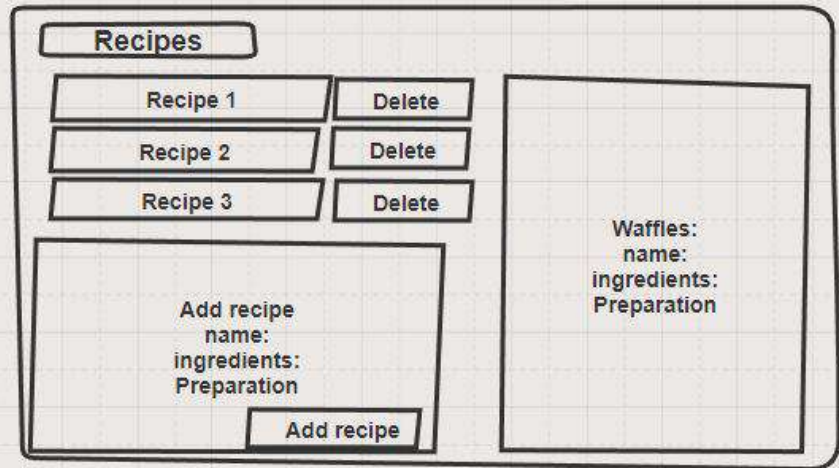 Recipes
Recipe 1
Delete
Recipe 2
Delete
Recipe 3
Delete
Add recipe
name:
ingredients:
Preparation
Add recipe
Waffles:
name:
ingredients:
Preparation